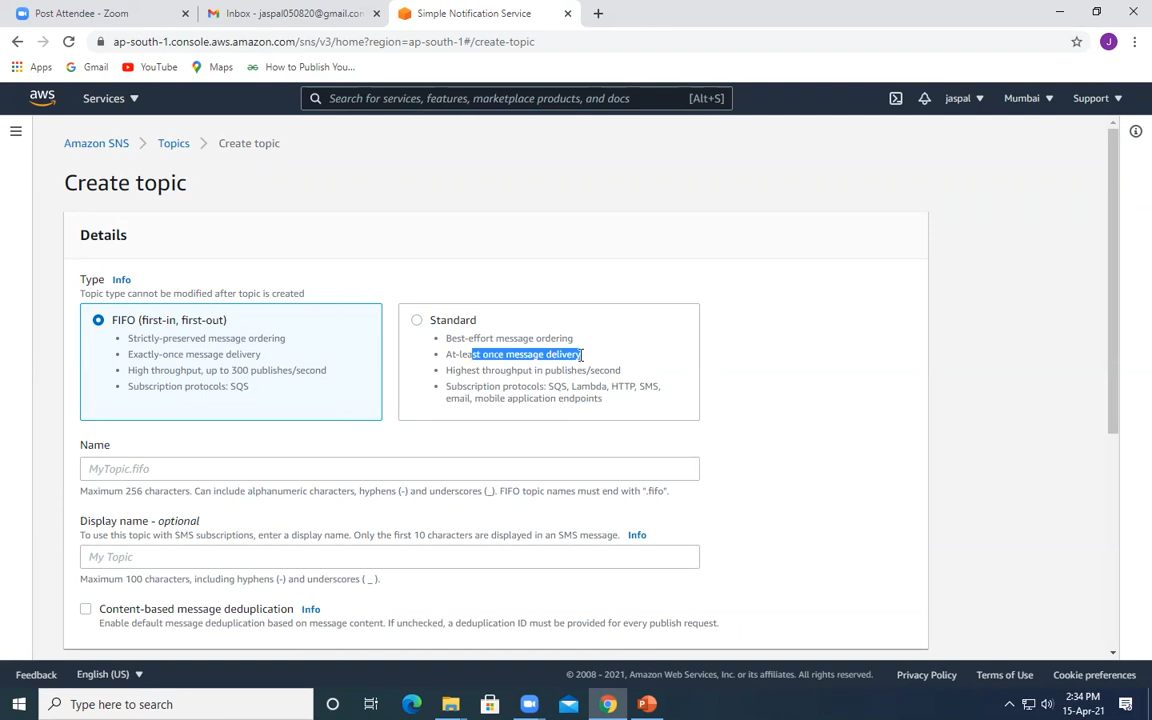 Post Attendee - Zoom
Inbox - jaspal050820@gmail.con
Simple Notification Service
ap-south-1.console.aws.amazon.com/sns/v3/home?region=ap-south-1#/create-topic
Apps
Gmail
YouTube
Maps
How to Publish You...
aws
Services
Search for services, features, marketplace products, and docs
[Alt+S]
jaspal
Mumbai
Support
Amazon SNS
Topics
Create topic
Create topic
Details
Type Info
Topic type cannot be modified after topic is created
FIFO (first-in, first-out)
• Strictly-preserved message ordering
• Exactly-once message delivery
• High throughput, up to 300 publishes/second
• Subscription protocols: SQS
Standard
• Best-effort message ordering
• At-least once message delivery
• Highest throughput in publishes/second
• Subscription protocols: SQS, Lambda, HTTP, SMS,
email, mobile application endpoints
Name
MyTopic.fifo
Maximum 256 characters. Can include alphanumeric characters, hyphens (-) and underscores (_). FIFO topic names must end with ".fifo".
Display name - optional
To use this topic with SMS subscriptions, enter a display name. Only the first 10 characters are displayed in an SMS message. Info
My Topic
Maximum 100 characters, including hyphens (-) and underscores ( _ ).
Content-based message deduplication Info
Enable default message deduplication based on message content. If unchecked, a deduplication ID must be provided for every publish request.
Feedback
English (US)
© 2008 - 2021, Amazon Web Services, Inc. or its affiliates. All rights reserved.
Privacy Policy
Terms of Use
Cookie preferences
Type here to search
2:34 PM
15-Apr-21